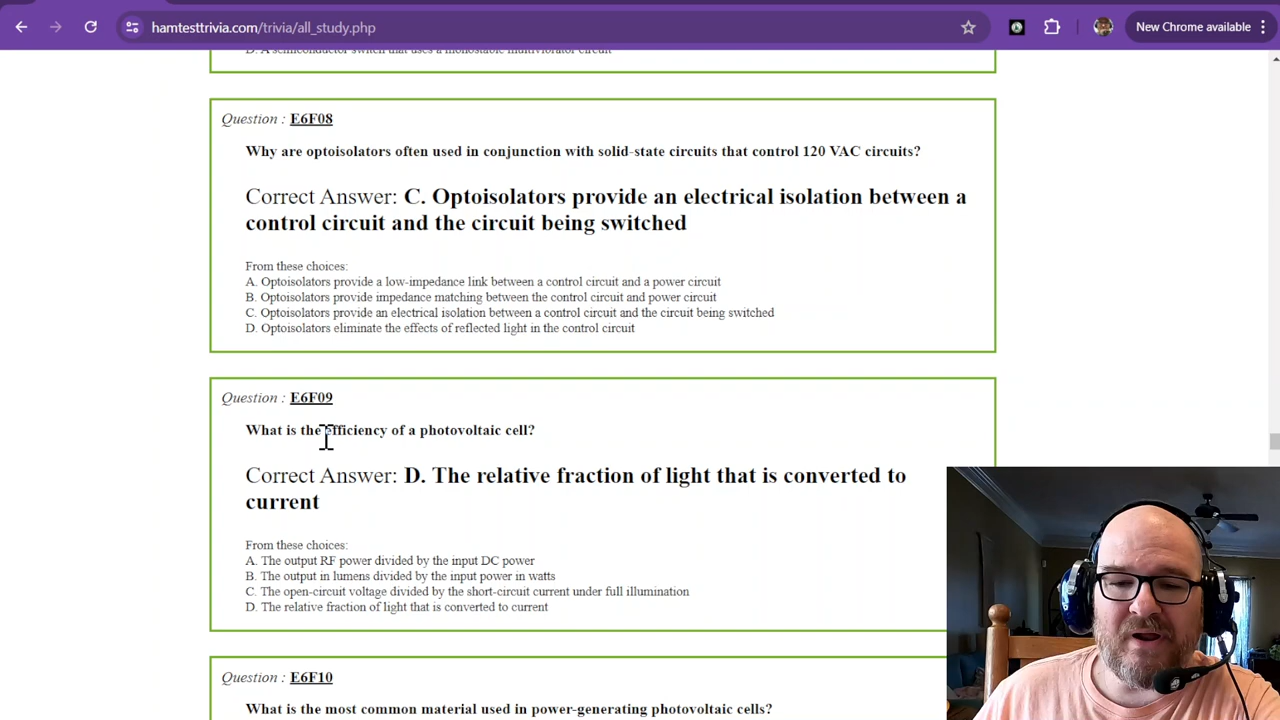 hamtesttrivia.com/trivia/all_study.php
New Chrome available
D. A semiconductor switch that uses a monostable multivibrator circuit
Question : E6F08
Why are optoisolators often used in conjunction with solid-state circuits that control 120 VAC circuits?
Correct Answer: C. Optoisolators provide an electrical isolation between a
control circuit and the circuit being switched
From these choices:
A. Optoisolators provide a low-impedance link between a control circuit and a power circuit
B. Optoisolators provide impedance matching between the control circuit and power circuit
C. Optoisolators provide an electrical isolation between a control circuit and the circuit being switched
D. Optoisolators eliminate the effects of reflected light in the control circuit
Question : E6F09
What is the efficiency of a photovoltaic cell?
Correct Answer: D. The relative fraction of light that is converted to
current
From these choices:
A. The output RF power divided by the input DC power
B. The output in lumens divided by the input power in watts
C. The open-circuit voltage divided by the short-circuit current under full illumination
D. The relative fraction of light that is converted to current
Question : E6F10
What is the most common material used in power-generating photovoltaic cells?